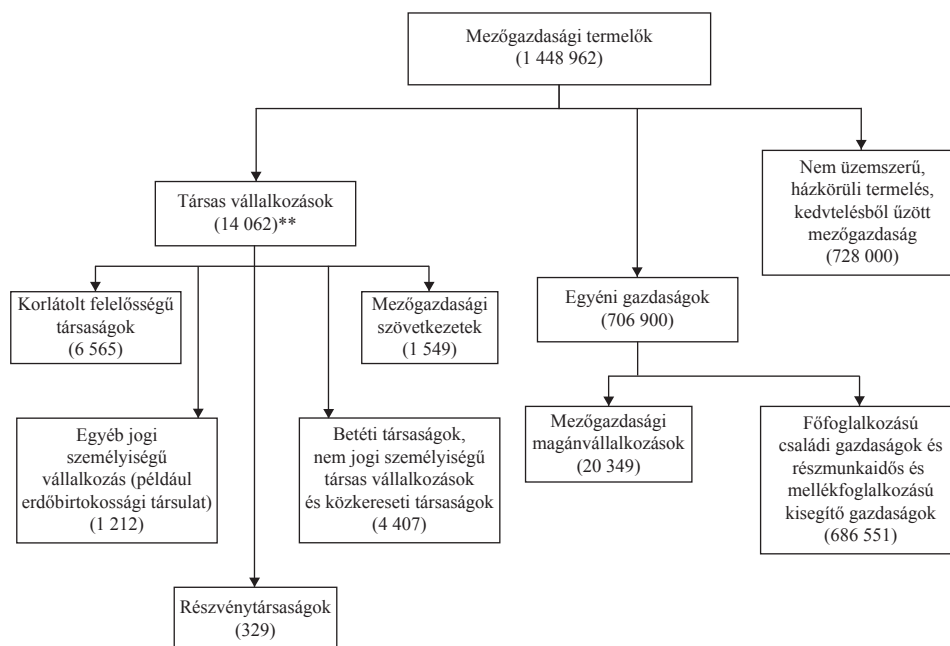 Mezőgazdasági termelők
(1 448 962)
Társas vállalkozások
(14 062)**
Nem üzemszerű,
házkörüli termelés,
kedvtelésből űzött
mezőgazdaság
(728 000)
Egyéni gazdaságok
(706 900)
Korlátolt felelősségű
társaságok
(6 565)
Mezőgazdasági
szövetkezetek
(1 549)
Egyéb jogi
személyiségű
vállalkozás (például
erdőbirtokossági társulat)
(1 212)
Betéti társaságok,
nem jogi személyiségű
társas vállalkozások
és közkereseti társaságok
(4 407)
Mezőgazdasági
magánvállalkozások
(20 349)
Főfoglalkozású
családi gazdaságok és
részmunkaidős és
mellékfoglalkozású
kisegítő gazdaságok
(686 551)
Részvénytársaságok
(329)